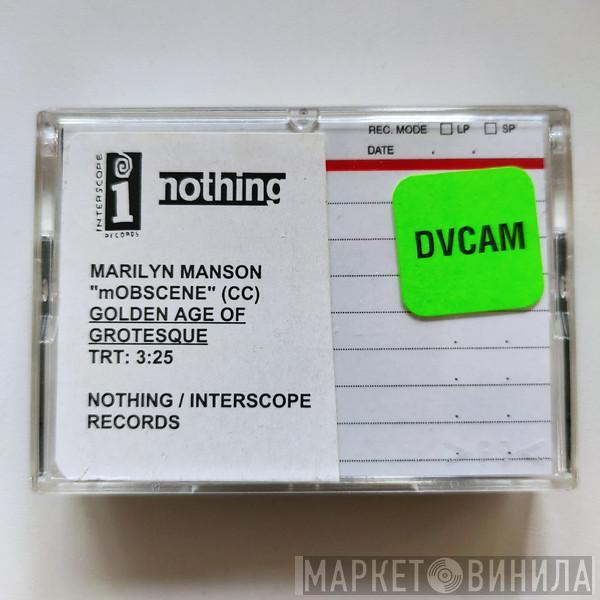 REC. MODE LP SP
DATE
INTERSCOPE
RECORDS
nothing
DVCAM
MARILYN MANSON
"mOBSCENE" (CC)
GOLDEN AGE OF
GROTESQUE
TRT: 3:25
NOTHING / INTERSCOPE
RECORDS
МАРКЕТ ВИНИЛА